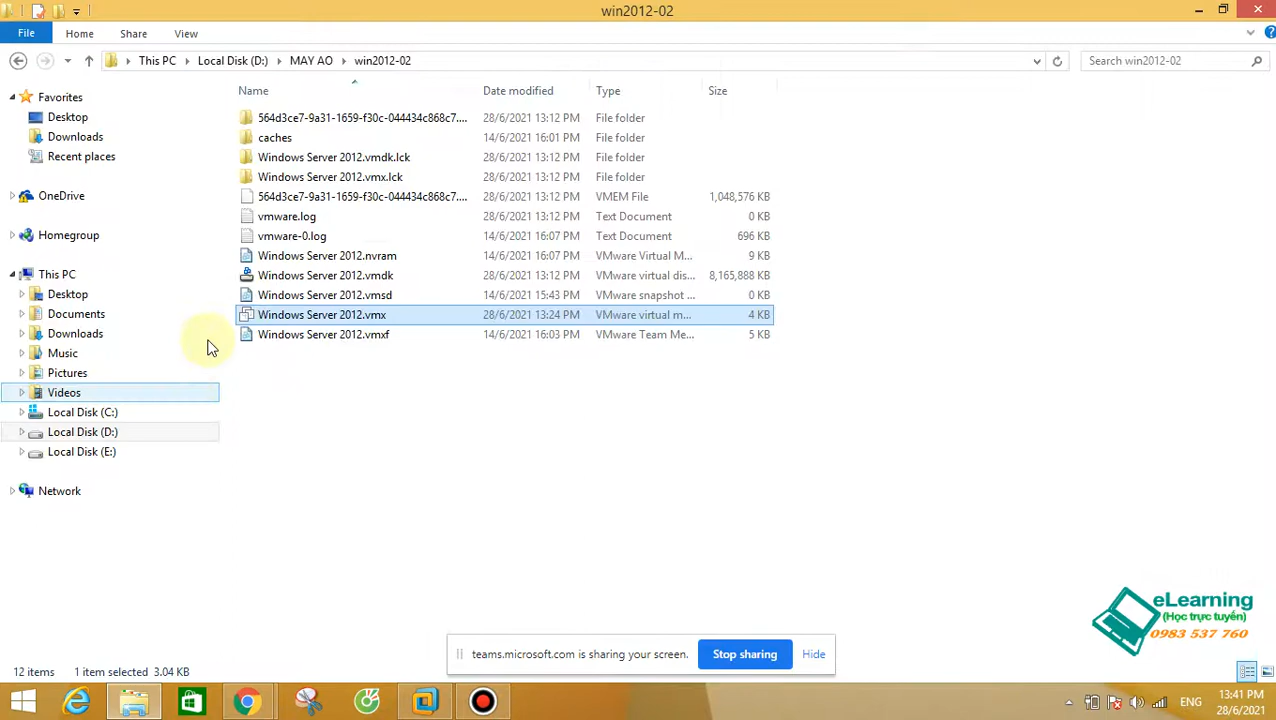 win2012-02
File Home Share View
This PC Local Disk (D:) MAY AO win2012-02 Search win2012-02
Name Date modified Type Size
Favorites
Desktop
Downloads
Recent places
OneDrive
Homegroup
This PC
Desktop
Documents
Downloads
Music
Pictures
Videos
Local Disk (C:)
Local Disk (D:)
Local Disk (E:)
Network
564d3ce7-9a31-1659-f30c-044434c868c7.... 28/6/2021 13:12 PM File folder
caches 14/6/2021 16:01 PM File folder
Windows Server 2012.vmdk.lck 28/6/2021 13:12 PM File folder
Windows Server 2012.vmx.lck 28/6/2021 13:12 PM File folder
564d3ce7-9a31-1659-f30c-044434c868c7.... 28/6/2021 13:12 PM VMEM File 1,048,576 KB
vmware.log 28/6/2021 13:12 PM Text Document 0 KB
vmware-0.log 14/6/2021 16:07 PM Text Document 696 KB
Windows Server 2012.nvram 14/6/2021 16:07 PM VMware Virtual M... 9 KB
Windows Server 2012.vmdk 28/6/2021 13:12 PM VMware virtual dis... 8,165,888 KB
Windows Server 2012.vmsd 14/6/2021 15:43 PM VMware snapshot ... 0 KB
Windows Server 2012.vmx 28/6/2021 13:24 PM VMware virtual m... 4 KB
Windows Server 2012.vmxf 14/6/2021 16:03 PM VMware Team Me... 5 KB
eLearning
(Học trực tuyến)
0983 537 760
teams.microsoft.com is sharing your screen. Stop sharing Hide
12 items 1 item selected 3.04 KB
ENG 13:41 PM
28/6/2021